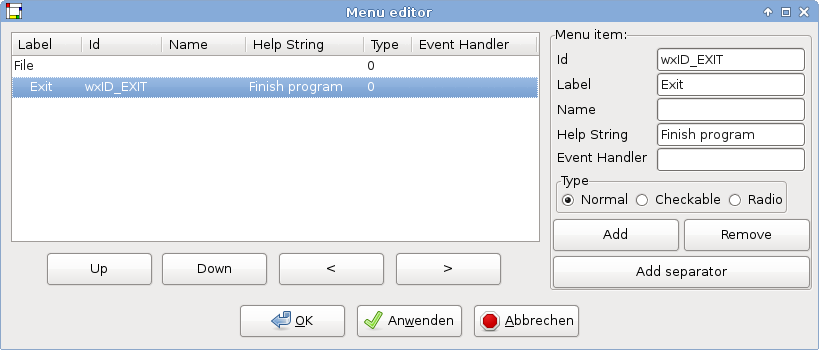 Menu editor
Label Id Name Help String Type Event Handler
File 0
Exit wxID_EXIT Finish program 0
Up Down < >
Menu item:
Id wxID_EXIT
Label Exit
Name
Help String Finish program
Event Handler
Type
Normal Checkable Radio
Add Remove
Add separator
OK Anwenden Abbrechen